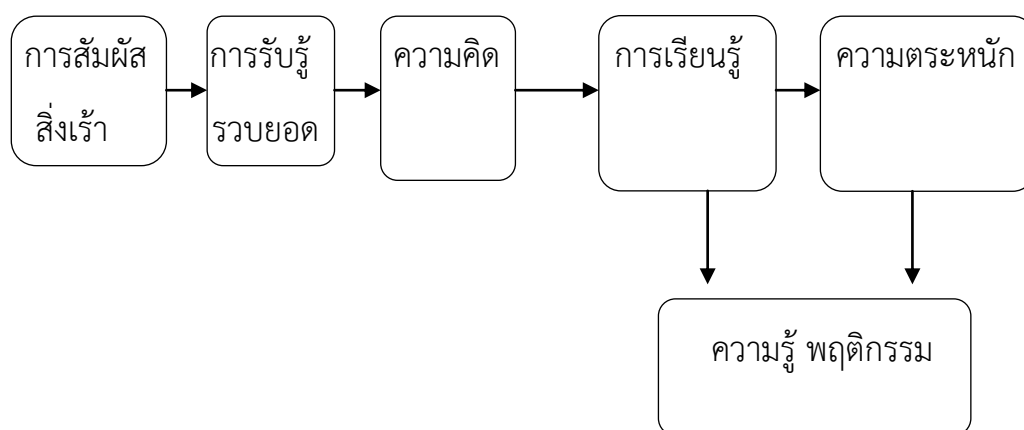 การสัมผัส
สิ่งเร้า
การรับรู้
รวบยอด
ความคิด
การเรียนรู้
ความตระหนัก
ความรู้ พฤติกรรม